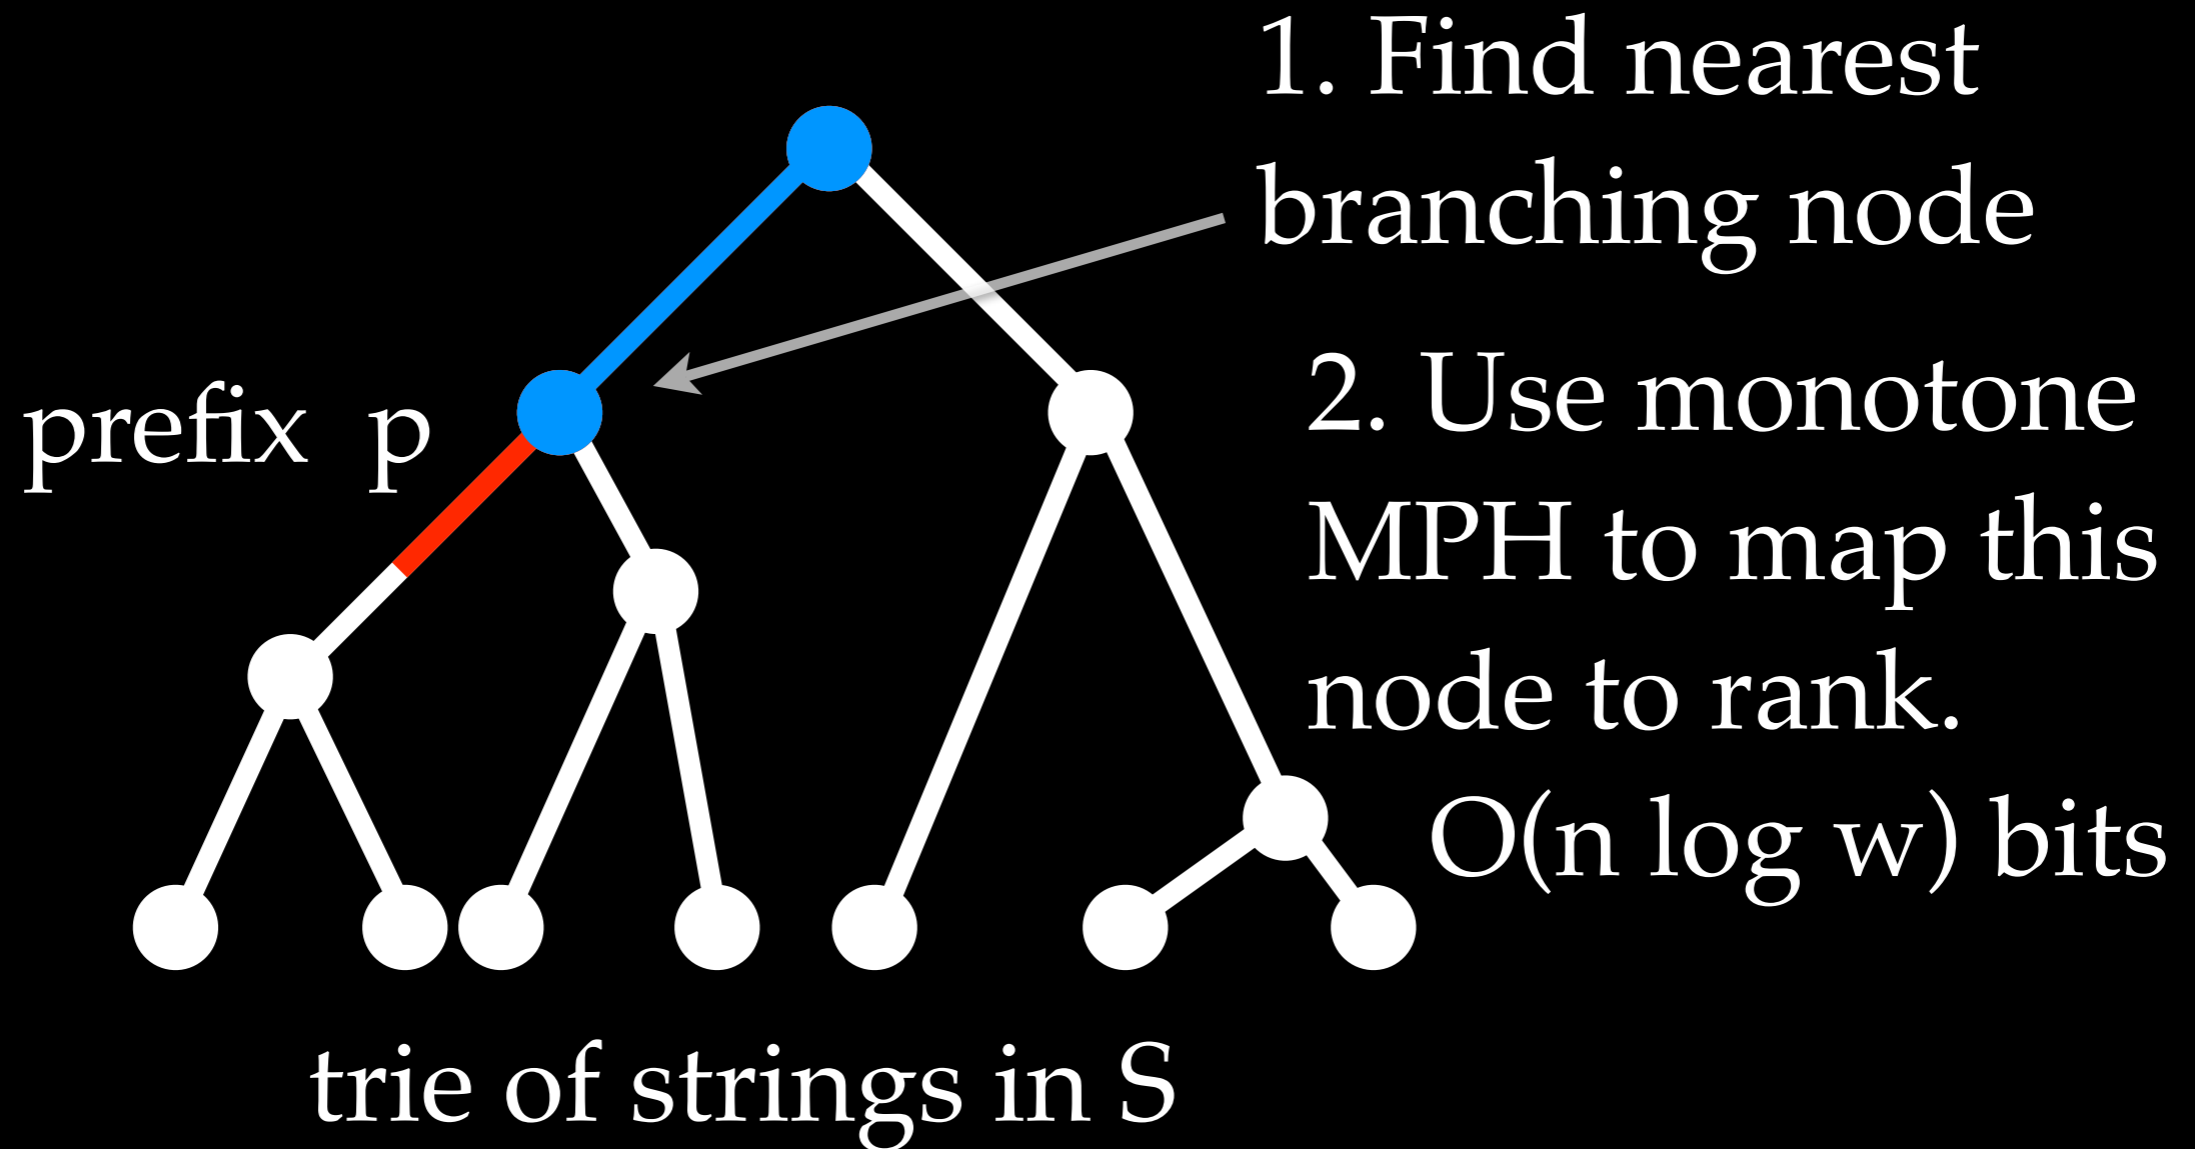 1. Find nearest
branching node
prefix p
2. Use monotone
MPH to map this
node to rank.
O(n log w) bits
trie of strings in S